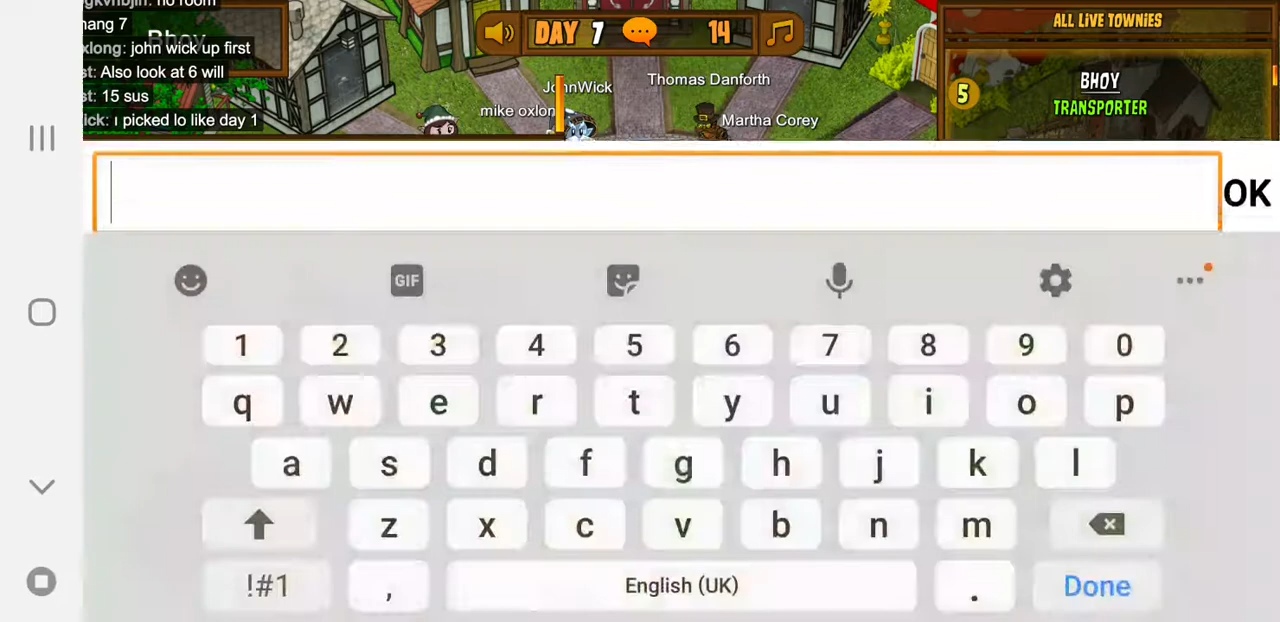 no room
hang 7
xlong: john wick up first
st: Also look at 6 will
st: 15 sus
ick: ı picked lo like day 1
Bhoy
DAY 7 14
JohnWick
Thomas Danforth
mike oxlon
Martha Corey
ALL LIVE TOWNIES
5
BHOY
TRANSPORTER
OK
GIF
1 2 3 4 5 6 7 8 9 0
q w e r t y u i o p
a s d f g h j k l
z x c v b n m
!#1 , English (UK) . Done